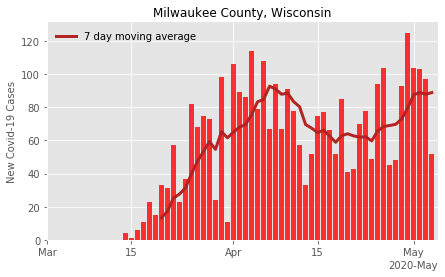 Milwaukee County, Wisconsin
7 day moving average
New Covid-19 Cases
120
100
80
60
40
20
0
Mar 15 Apr 15 May
2020-May